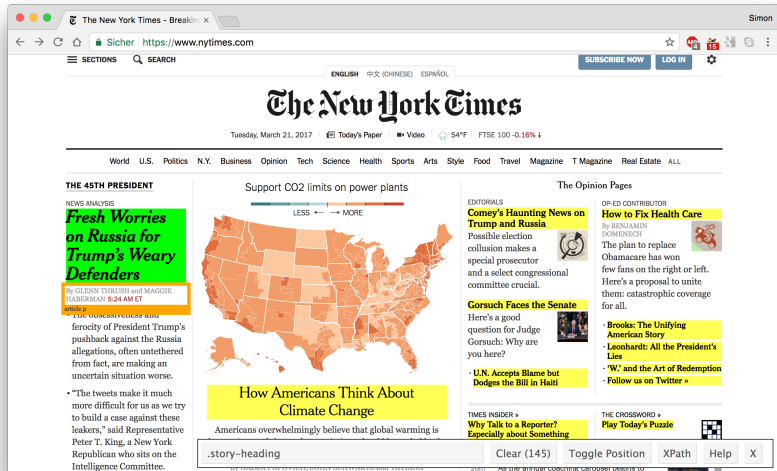 The New York Times - Breakin
Simon
Sicher https://www.nytimes.com
4
15
SECTIONS SEARCH
SUBSCRIBE NOW LOG IN
ENGLISH 中文 (CHINESE) ESPAÑOL
The New York Times
Tuesday, March 21, 2017 Today's Paper Video 54°F FTSE 100 -0.16%
World U.S. Politics N.Y. Business Opinion Tech Science Health Sports Arts Style Food Travel Magazine T Magazine Real Estate ALL
THE 45TH PRESIDENT
NEWS ANALYSIS
Fresh Worries
on Russia for
Trump's Weary
Defenders
By GLENN THRUSH and MAGGIE
HABERMAN 5:24 AM ET
article p
• The obsessiveness and
ferocity of President Trump's
pushback against the Russia
allegations, often untethered
from fact, are making an
uncertain situation worse.
• "The tweets make it much
more difficult for us as we try
to build a case against these
leakers," said Representative
Peter T. King, a New York
Republican who sits on the
Intelligence Committee.
Support CO2 limits on power plants
LESS ← → MORE
How Americans Think About
Climate Change
Americans overwhelmingly believe that global warming is
The Opinion Pages
EDITORIALS
Comey's Haunting News on
Trump and Russia
Possible election
collusion makes a
special prosecutor
and a select congressional
committee crucial.
Gorsuch Faces the Senate
Here's a good
question for Judge
Gorsuch: Why are
you here?
• U.N. Accepts Blame but
Dodges the Bill in Haiti
OP-ED CONTRIBUTOR
How to Fix Health Care
By BENJAMIN
DOMENECH
The plan to replace
Obamacare has won
few fans on the right or left.
Here's a proposal to unite
them: catastrophic coverage
for all.
• Brooks: The Unifying
American Story
• Leonhardt: All the President's
Lies
• 'W.' and the Art of Redemption
• Follow us on Twitter »
TIMES INSIDER »
Why Talk to a Reporter?
Especially about Something
THE CROSSWORD »
Play Today's Puzzle
.story-heading Clear (145) Toggle Position XPath Help X